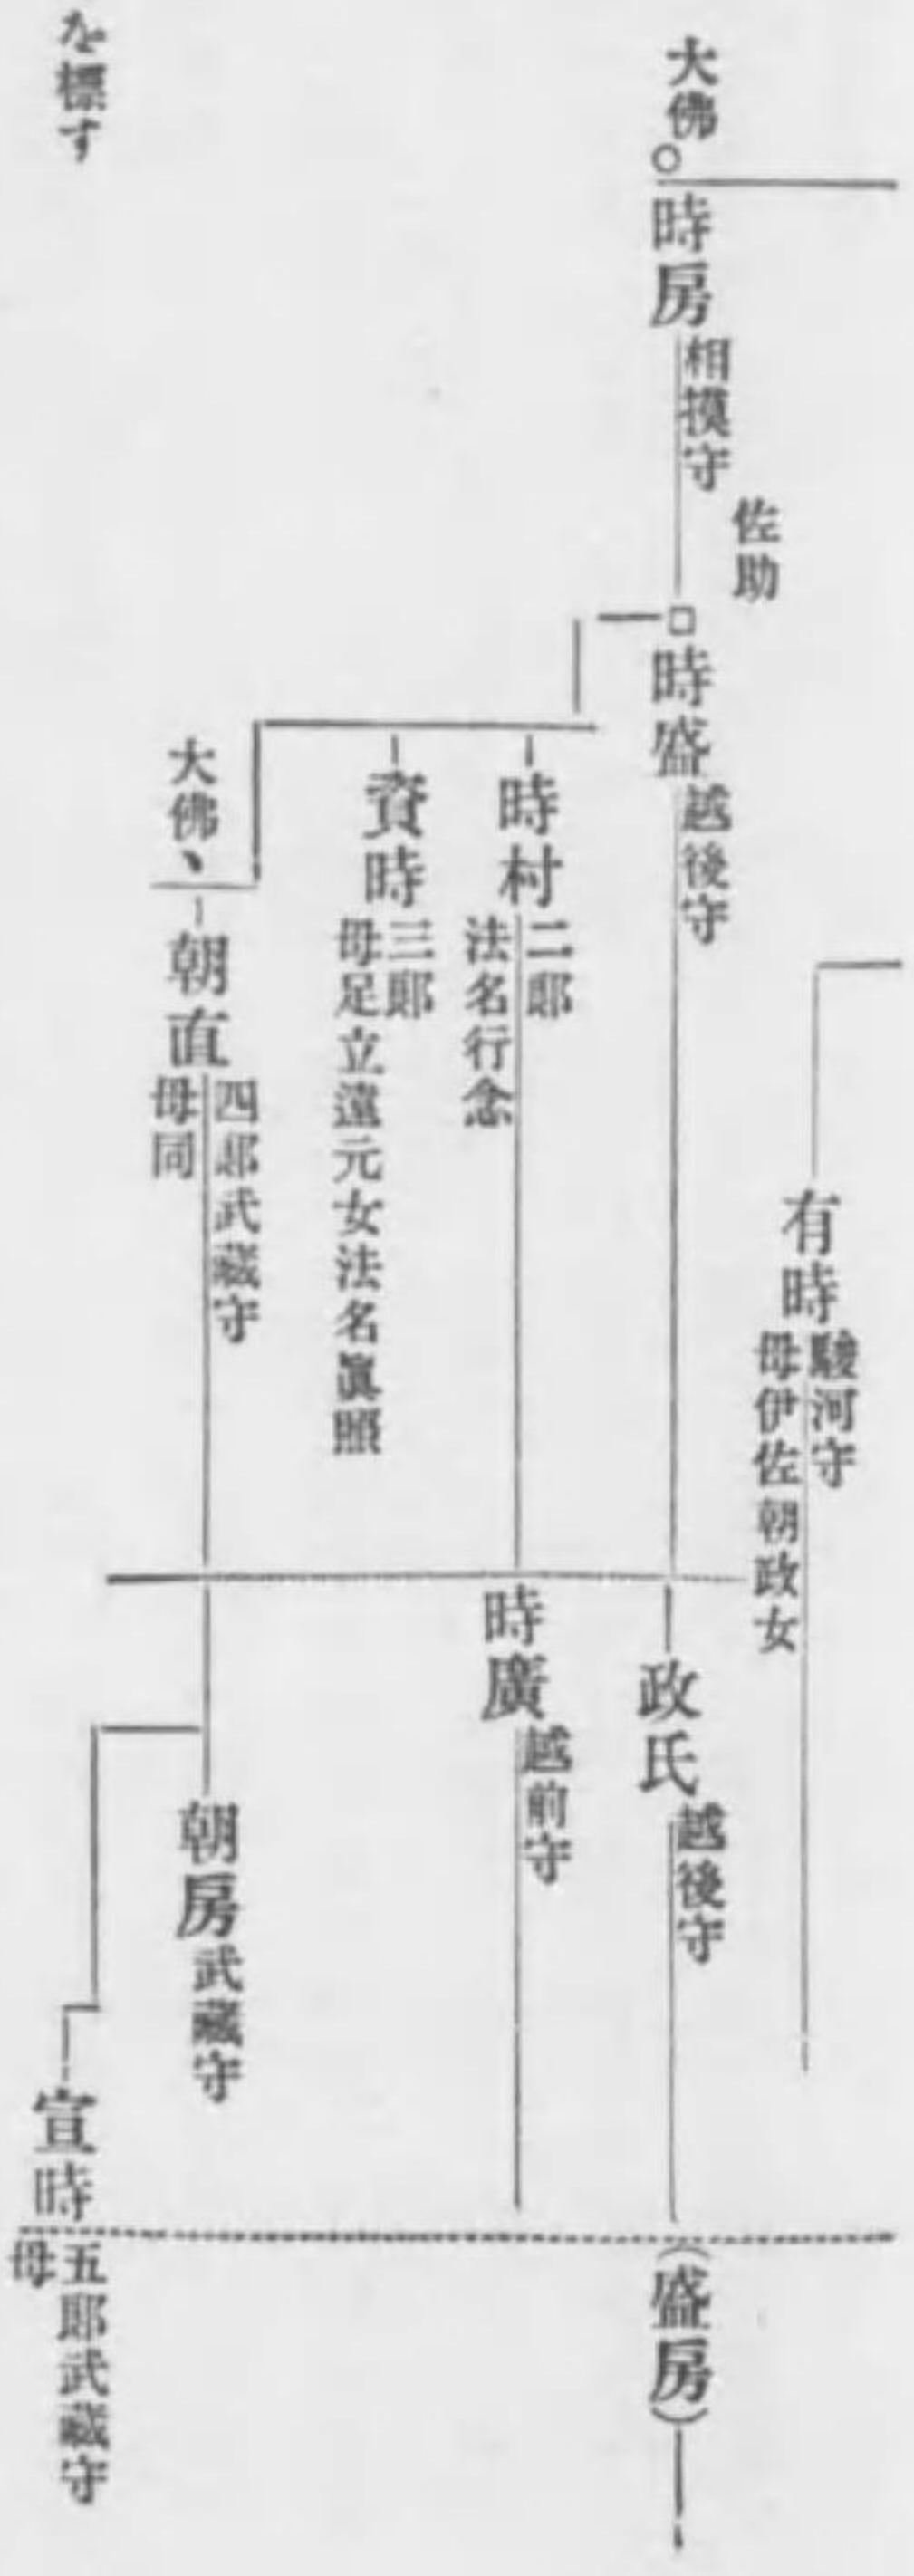 有時
駿河守
母伊佐朝政女
大佛
時房
相摸守
佐助
時盛
越後守
政氏
越後守
(盛房)
時村
二郎
法名行念
時廣
越前守
資時
三郎
母足立遠元女法名眞照
大佛、
朝直
四郎武藏守
母同
朝房
武藏守
宣時
五郎武藏守
母
を標す